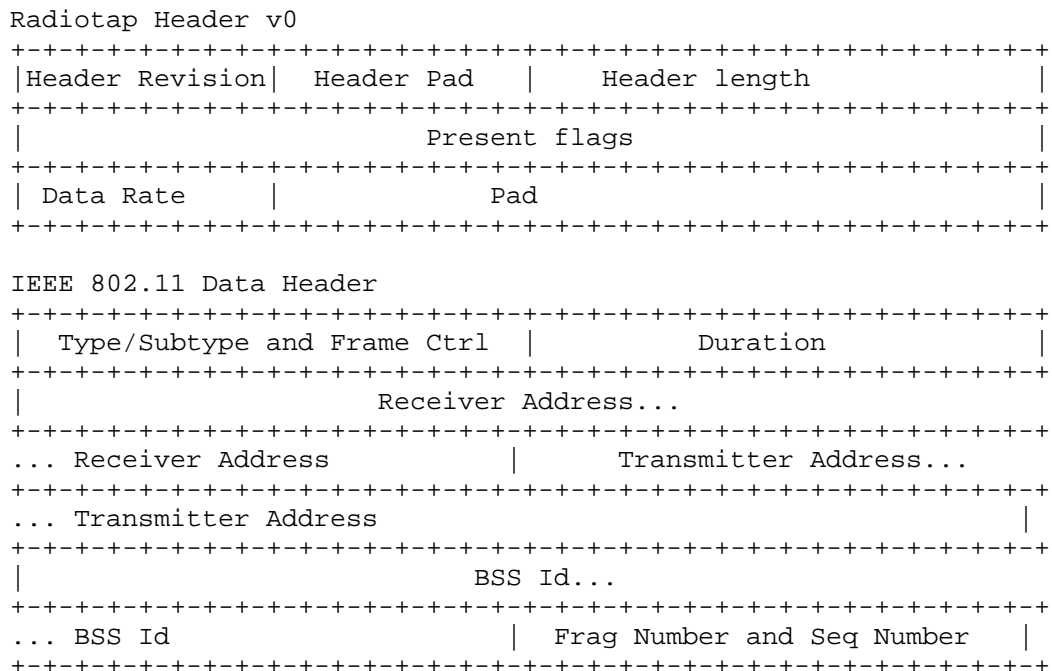 Radiotap Header v0
+-+-+-+-+-+-+-+-+-+-+-+-+-+-+-+-+-+-+-+-+-+-+-+-+-+-+-+-+-+-+-+-+
|Header Revision|  Header Pad   |    Header length              |
+-+-+-+-+-+-+-+-+-+-+-+-+-+-+-+-+-+-+-+-+-+-+-+-+-+-+-+-+-+-+-+-+
|                         Present flags                         |
+-+-+-+-+-+-+-+-+-+-+-+-+-+-+-+-+-+-+-+-+-+-+-+-+-+-+-+-+-+-+-+-+
| Data Rate     |             Pad                               |
+-+-+-+-+-+-+-+-+-+-+-+-+-+-+-+-+-+-+-+-+-+-+-+-+-+-+-+-+-+-+-+-+

IEEE 802.11 Data Header
+-+-+-+-+-+-+-+-+-+-+-+-+-+-+-+-+-+-+-+-+-+-+-+-+-+-+-+-+-+-+-+-+
|  Type/Subtype and Frame Ctrl  |          Duration             |
+-+-+-+-+-+-+-+-+-+-+-+-+-+-+-+-+-+-+-+-+-+-+-+-+-+-+-+-+-+-+-+-+
|                      Receiver Address...
+-+-+-+-+-+-+-+-+-+-+-+-+-+-+-+-+-+-+-+-+-+-+-+-+-+-+-+-+-+-+-+-+
... Receiver Address           |      Transmitter Address...
+-+-+-+-+-+-+-+-+-+-+-+-+-+-+-+-+-+-+-+-+-+-+-+-+-+-+-+-+-+-+-+-+
... Transmitter Address                                        |
+-+-+-+-+-+-+-+-+-+-+-+-+-+-+-+-+-+-+-+-+-+-+-+-+-+-+-+-+-+-+-+-+
|                            BSS Id...
+-+-+-+-+-+-+-+-+-+-+-+-+-+-+-+-+-+-+-+-+-+-+-+-+-+-+-+-+-+-+-+-+
... BSS Id                     |  Frag Number and Seq Number   |
+-+-+-+-+-+-+-+-+-+-+-+-+-+-+-+-+-+-+-+-+-+-+-+-+-+-+-+-+-+-+-+-+